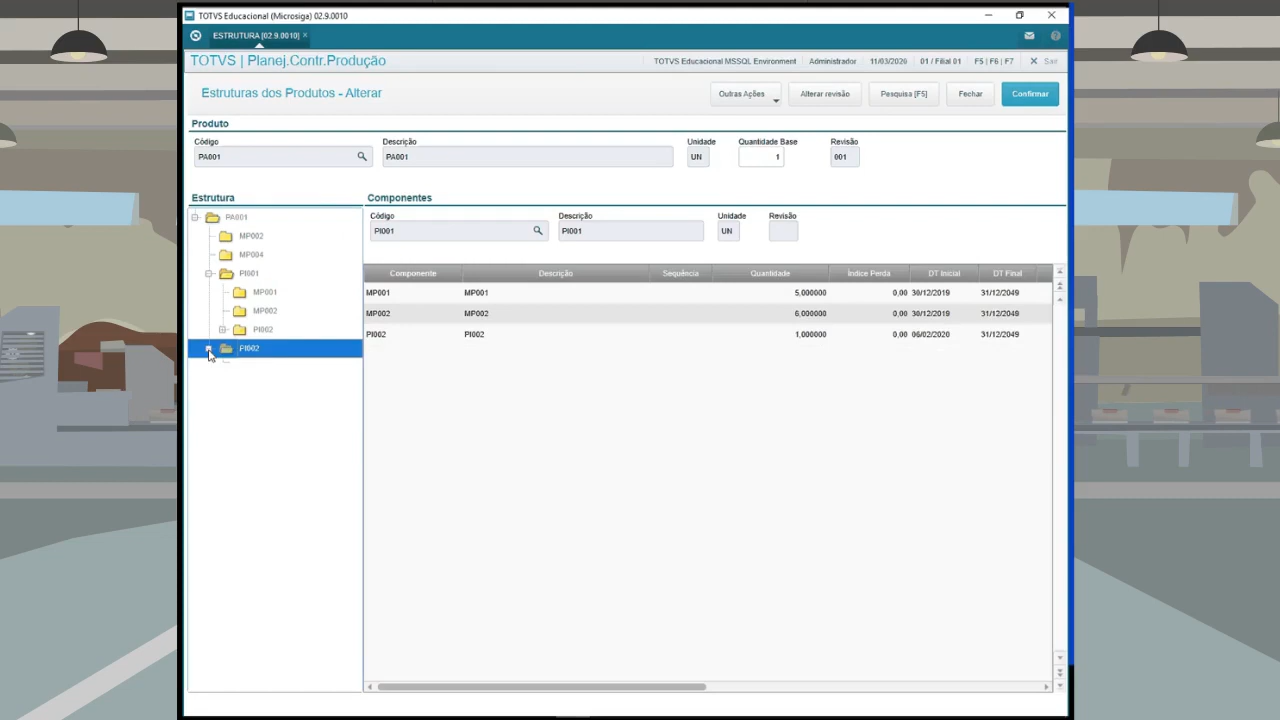 TOTVS Educacional (Microsiga) 02.9.0010
ESTRUTURA [02.9.0010]
TOTVS | Planej.Contr.Produção
TOTVS Educacional MSSQL Environment Administrador 11/03/2020 01 / Filial 01 F5 | F6 | F7 Sair
Estruturas dos Produtos - Alterar
Outras Ações Alterar revisão Pesquisa [F5] Fechar Confirmar
Produto
Código Descrição Unidade Quantidade Base Revisão
PA001 PA001 UN 1 001
Estrutura
Componentes
PA001
MP002
MP004
PI001
MP001
MP002
PI002
PI002
Código Descrição Unidade Revisão
PI001 PI001 UN
Componente Descrição Sequência Quantidade Índice Perda DT Inicial DT Final
MP001 MP001 5,000000 0,00 30/12/2019 31/12/2049
MP002 MP002 6,000000 0,00 30/12/2019 31/12/2049
PI002 PI002 1,000000 0,00 06/02/2020 31/12/2049